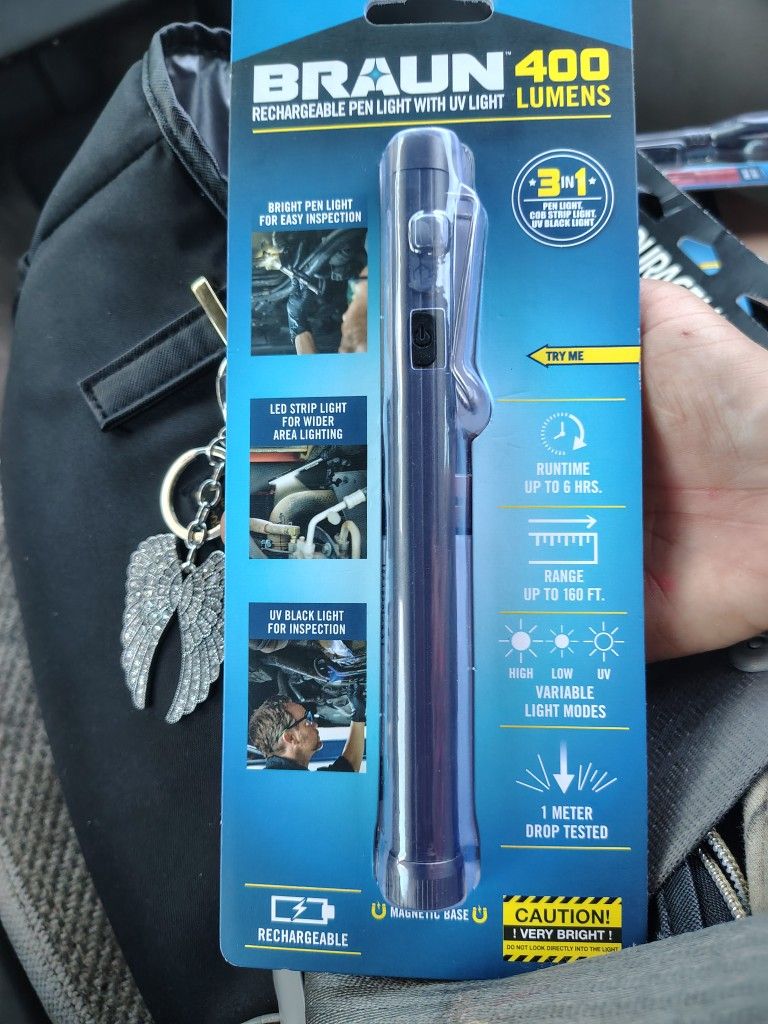 BRAUN™
400
LUMENS
RECHARGEABLE PEN LIGHT WITH UV LIGHT
3 IN 1
PEN LIGHT,
COB STRIP LIGHT,
UV BLACK LIGHT
BRIGHT PEN LIGHT
FOR EASY INSPECTION
TRY ME
LED STRIP LIGHT
FOR WIDER
AREA LIGHTING
RUNTIME
UP TO 6 HRS.
RANGE
UP TO 160 FT.
UV BLACK LIGHT
FOR INSPECTION
HIGH LOW UV
VARIABLE
LIGHT MODES
1 METER
DROP TESTED
RECHARGEABLE
MAGNETIC BASE
CAUTION!
! VERY BRIGHT !
DO NOT LOOK DIRECTLY INTO THE LIGHT